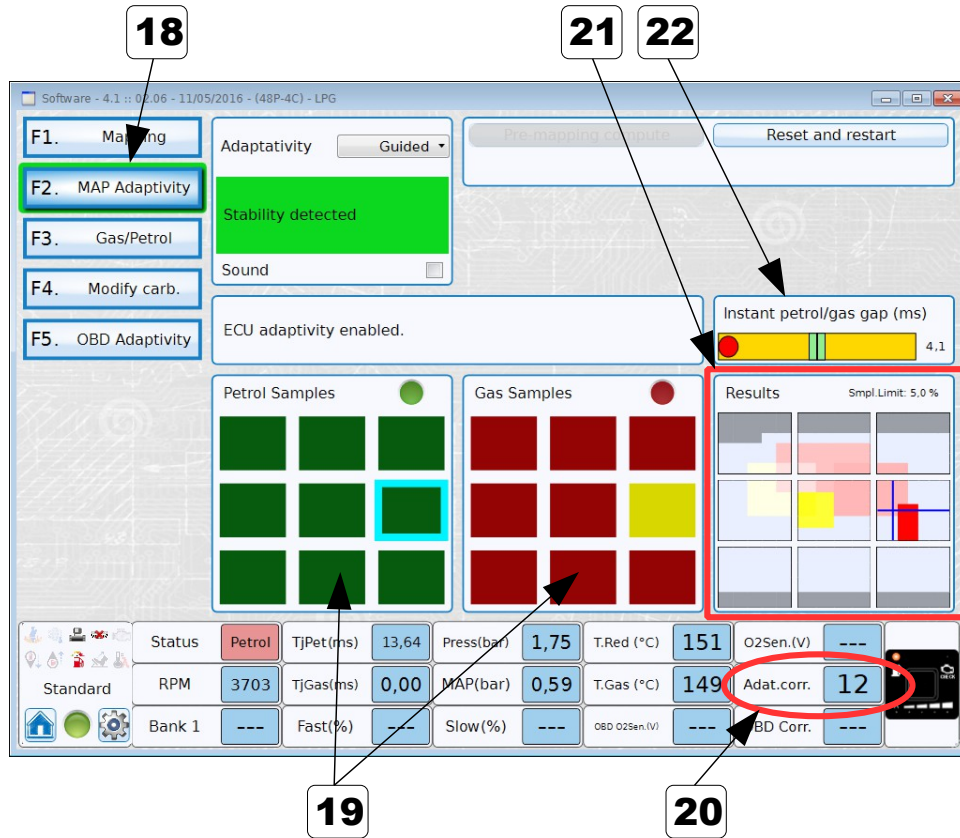 18
21
22
Software - 4.1 :: 02.06 - 11/05/2016 - (48P-4C) - LPG
F1. Mapping
F2. MAP Adaptivity
F3. Gas/Petrol
F4. Modify carb.
F5. OBD Adaptivity
Adaptativity Guided
Stability detected
Sound
Pre-mapping compute
Reset and restart
ECU adaptivity enabled.
Instant petrol/gas gap (ms)
4,1
Petrol Samples
Gas Samples
Results Smpl.Limit: 5,0 %
Status Petrol TjPet(ms) 13,64 Press(bar) 1,75 T.Red (°C) 151 O2Sen.(V) ---
Standard RPM 3703 TjGas(ms) 0,00 MAP(bar) 0,59 T.Gas (°C) 149 Adat.corr. 12
CHECK
Bank 1 --- Fast(%) --- Slow(%) --- OBD O2Sen.(V) --- OBD Corr. ---
19
20